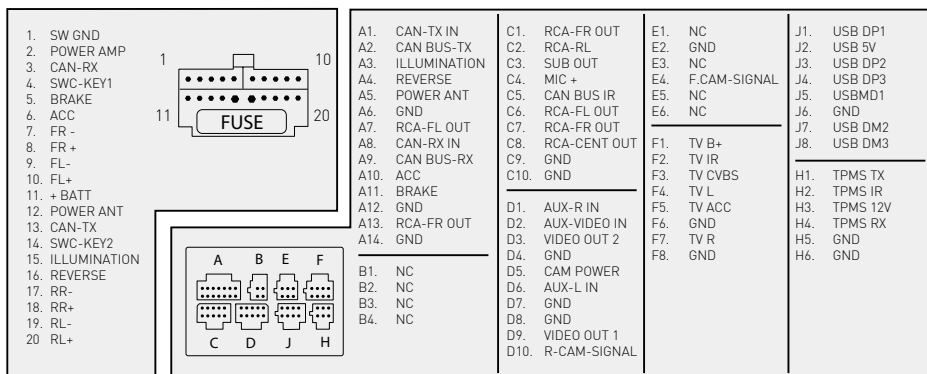 1. SW GND
2. POWER AMP
3. CAN-RX
4. SWC-KEY1
5. BRAKE
6. ACC
7. FR -
8. FR +
9. FL-
10. FL+
11. + BATT
12. POWER ANT
13. CAN-TX
14. SWC-KEY2
15. ILLUMINATION
16. REVERSE
17. RR-
18. RR+
19. RL-
20 RL+
1 10
11 20
FUSE
A B E F
C D J H
A1. CAN-TX IN
A2. CAN BUS-TX
A3. ILLUMINATION
A4. REVERSE
A5. POWER ANT
A6. GND
A7. RCA-FL OUT
A8. CAN-RX IN
A9. CAN BUS-RX
A10. ACC
A11. BRAKE
A12. GND
A13. RCA-FR OUT
A14. GND
B1. NC
B2. NC
B3. NC
B4. NC
C1. RCA-FR OUT
C2. RCA-RL
C3. SUB OUT
C4. MIC +
C5. CAN BUS IR
C6. RCA-FL OUT
C7. RCA-FR OUT
C8. RCA-CENT OUT
C9. GND
C10. GND
D1. AUX-R IN
D2. AUX-VIDEO IN
D3. VIDEO OUT 2
D4. GND
D5. CAM POWER
D6. AUX-L IN
D7. GND
D8. GND
D9. VIDEO OUT 1
D10. R-CAM-SIGNAL
E1. NC
E2. GND
E3. NC
E4. F.CAM-SIGNAL
E5. NC
E6. NC
F1. TV B+
F2. TV IR
F3. TV CVBS
F4. TV L
F5. TV ACC
F6. GND
F7. TV R
F8. GND
J1. USB DP1
J2. USB 5V
J3. USB DP2
J4. USB DP3
J5. USBMD1
J6. GND
J7. USB DM2
J8. USB DM3
H1. TPMS TX
H2. TPMS IR
H3. TPMS 12V
H4. TPMS RX
H5. GND
H6. GND